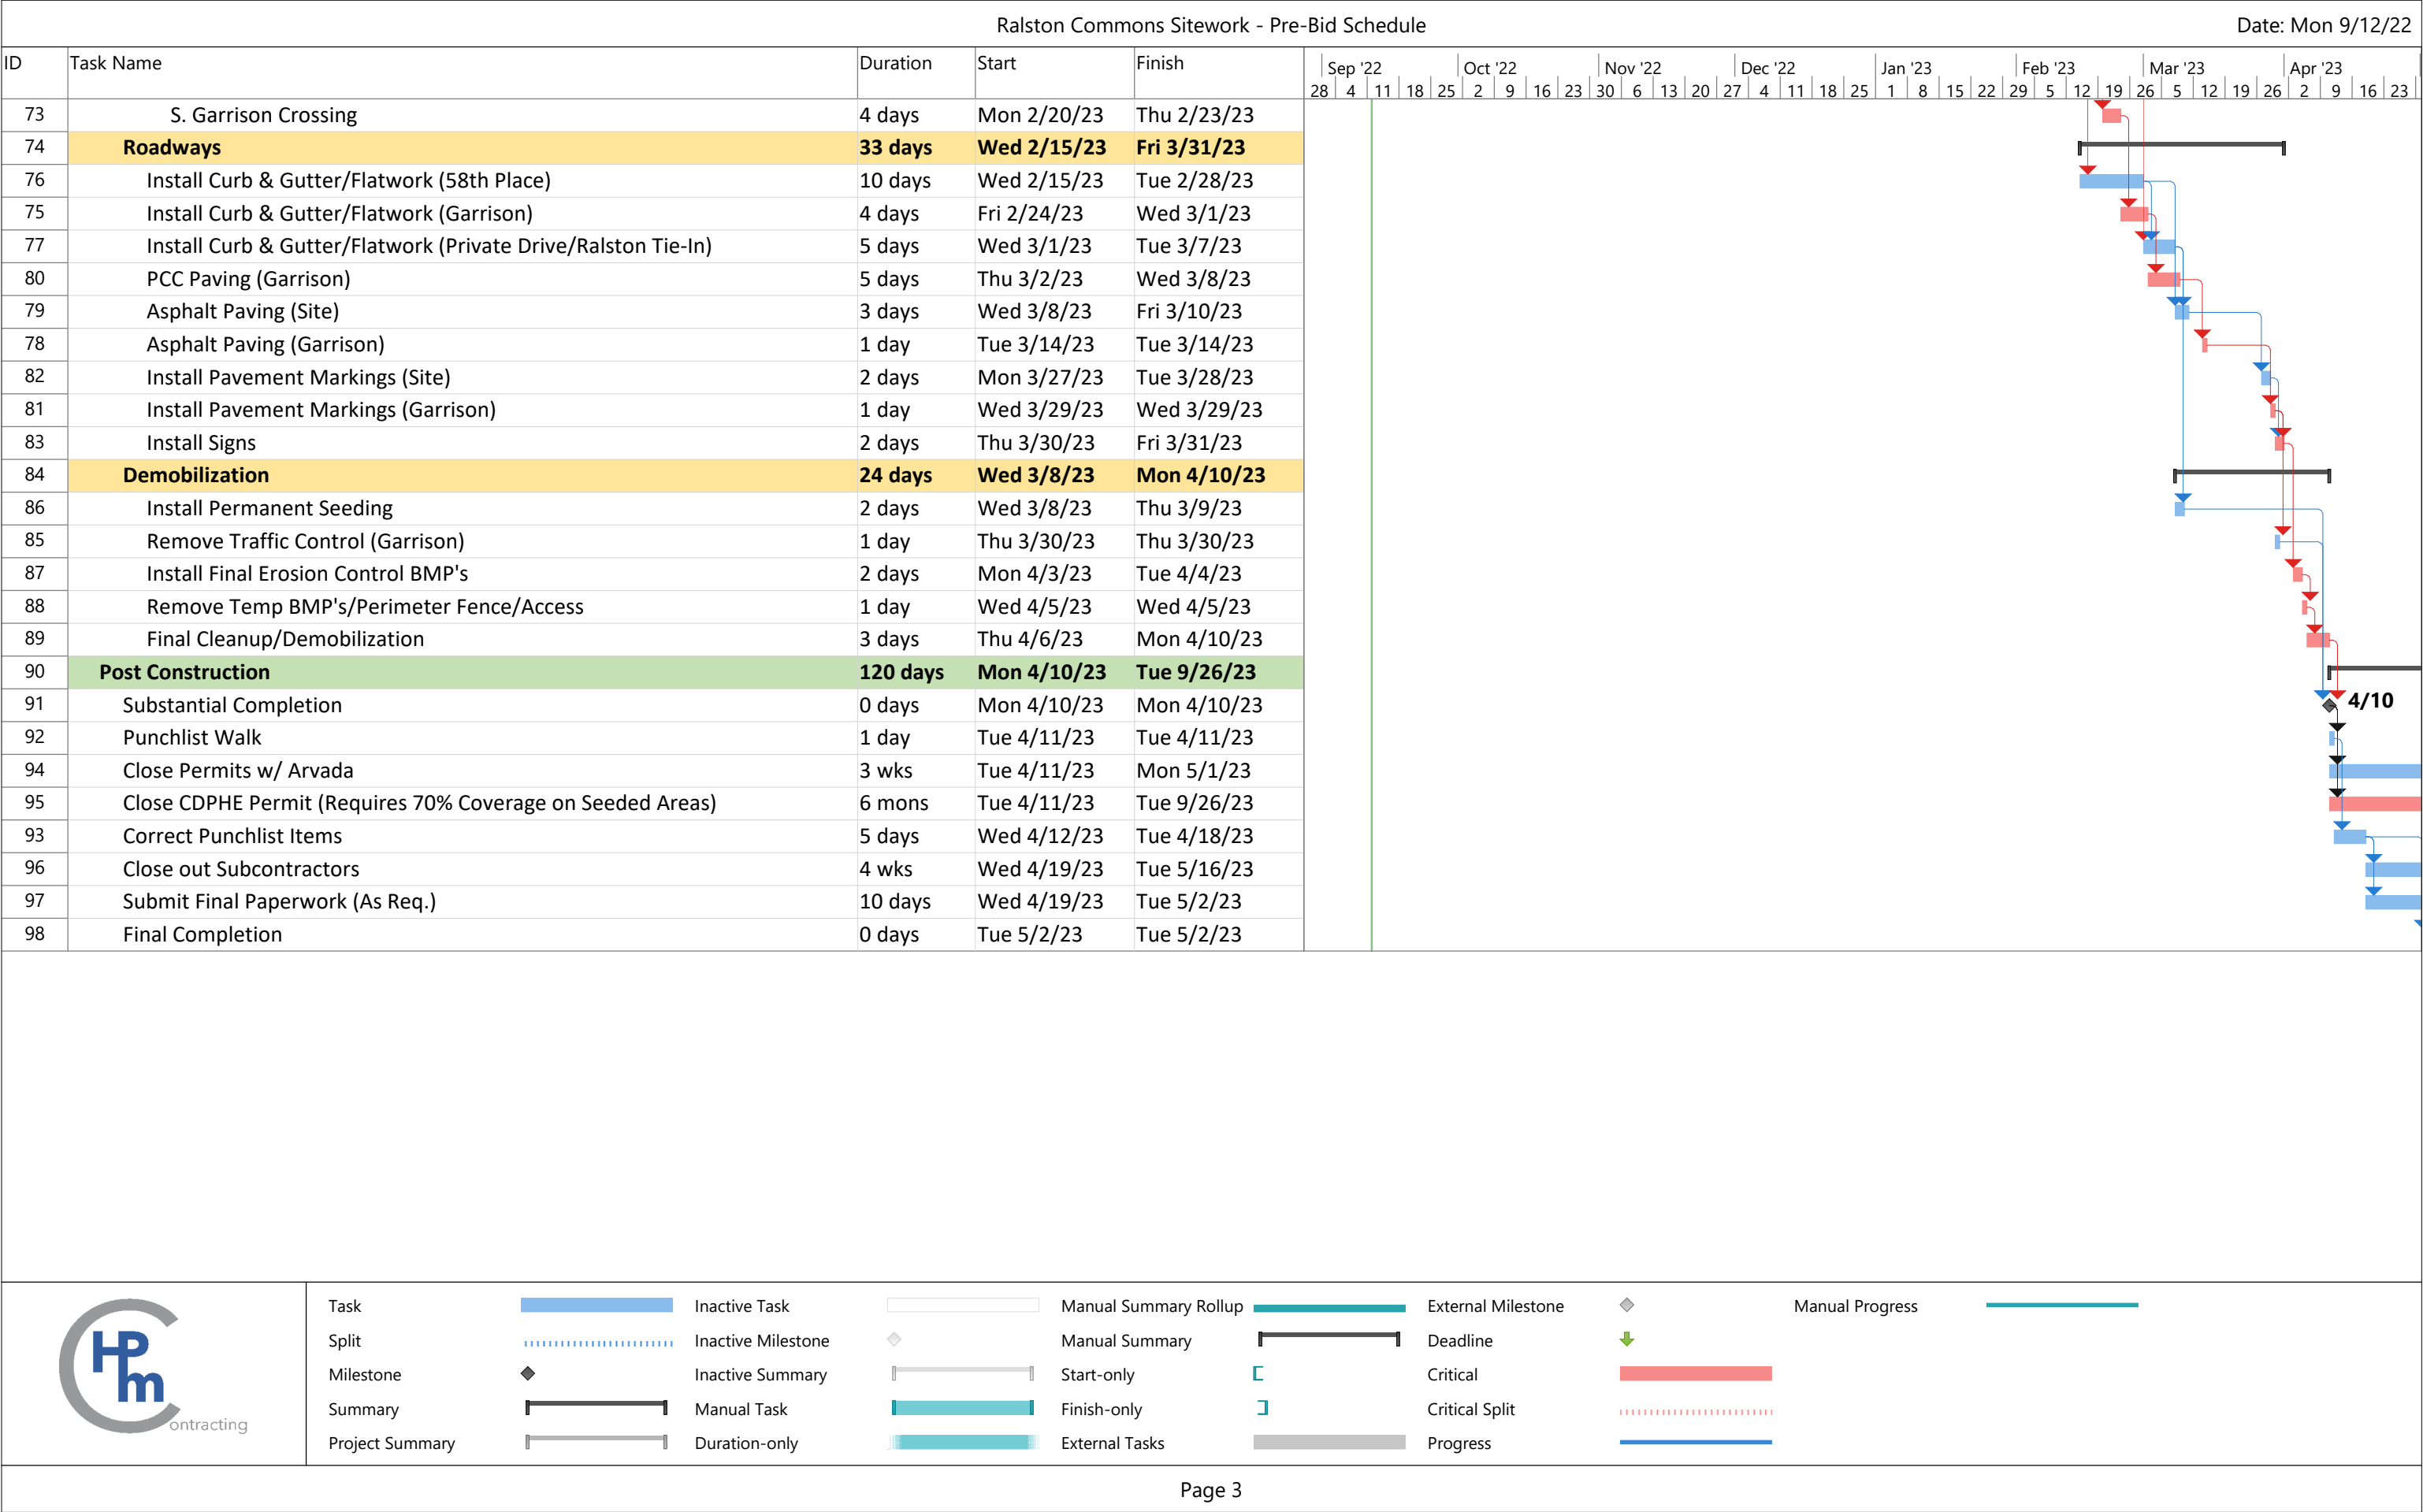 Ralston Commons Sitework - Pre-Bid Schedule Date: Mon 9/12/22
ID Task Name Duration Start Finish Sep '22 Oct '22 Nov '22 Dec '22 Jan '23 Feb '23 Mar '23 Apr '23
28 4 11 18 25 2 9 16 23 30 6 13 20 27 4 11 18 25 1 8 15 22 29 5 12 19 26 5 12 19 26 2 9 16 23
73 S. Garrison Crossing 4 days Mon 2/20/23 Thu 2/23/23
74 Roadways 33 days Wed 2/15/23 Fri 3/31/23
76 Install Curb & Gutter/Flatwork (58th Place) 10 days Wed 2/15/23 Tue 2/28/23
75 Install Curb & Gutter/Flatwork (Garrison) 4 days Fri 2/24/23 Wed 3/1/23
77 Install Curb & Gutter/Flatwork (Private Drive/Ralston Tie-In) 5 days Wed 3/1/23 Tue 3/7/23
80 PCC Paving (Garrison) 5 days Thu 3/2/23 Wed 3/8/23
79 Asphalt Paving (Site) 3 days Wed 3/8/23 Fri 3/10/23
78 Asphalt Paving (Garrison) 1 day Tue 3/14/23 Tue 3/14/23
82 Install Pavement Markings (Site) 2 days Mon 3/27/23 Tue 3/28/23
81 Install Pavement Markings (Garrison) 1 day Wed 3/29/23 Wed 3/29/23
83 Install Signs 2 days Thu 3/30/23 Fri 3/31/23
84 Demobilization 24 days Wed 3/8/23 Mon 4/10/23
86 Install Permanent Seeding 2 days Wed 3/8/23 Thu 3/9/23
85 Remove Traffic Control (Garrison) 1 day Thu 3/30/23 Thu 3/30/23
87 Install Final Erosion Control BMP's 2 days Mon 4/3/23 Tue 4/4/23
88 Remove Temp BMP's/Perimeter Fence/Access 1 day Wed 4/5/23 Wed 4/5/23
89 Final Cleanup/Demobilization 3 days Thu 4/6/23 Mon 4/10/23
90 Post Construction 120 days Mon 4/10/23 Tue 9/26/23
91 Substantial Completion 0 days Mon 4/10/23 Mon 4/10/23 4/10
92 Punchlist Walk 1 day Tue 4/11/23 Tue 4/11/23
94 Close Permits w/ Arvada 3 wks Tue 4/11/23 Mon 5/1/23
95 Close CDPHE Permit (Requires 70% Coverage on Seeded Areas) 6 mons Tue 4/11/23 Tue 9/26/23
93 Correct Punchlist Items 5 days Wed 4/12/23 Tue 4/18/23
96 Close out Subcontractors 4 wks Wed 4/19/23 Tue 5/16/23
97 Submit Final Paperwork (As Req.) 10 days Wed 4/19/23 Tue 5/2/23
98 Final Completion 0 days Tue 5/2/23 Tue 5/2/23
HPm
Contracting
Task Inactive Task Manual Summary Rollup External Milestone Manual Progress
Split Inactive Milestone Manual Summary Deadline
Milestone Inactive Summary Start-only Critical
Summary Manual Task Finish-only Critical Split
Project Summary Duration-only External Tasks Progress
Page 3